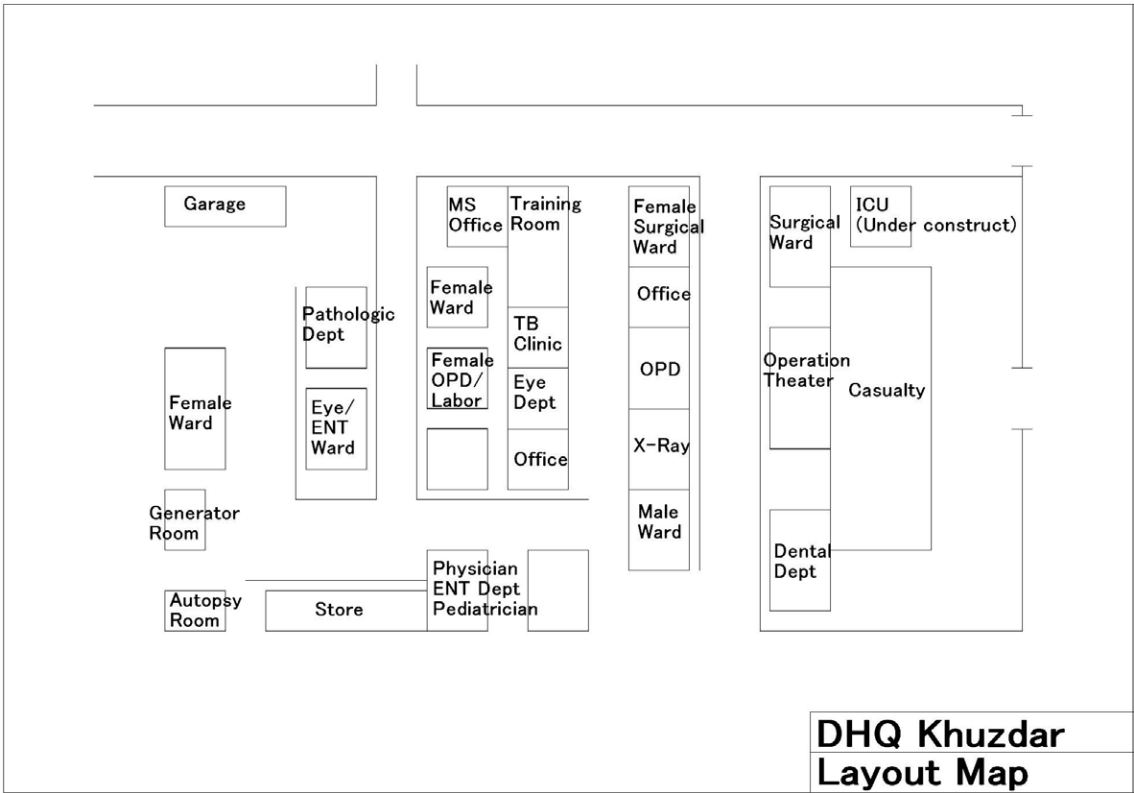 Garage
MS
Office
Training
Room
Female
Surgical
Ward
Surgical
Ward
ICU
(Under construct)
Pathologic
Dept
Female
Ward
TB
Clinic
Office
Female
Ward
Eye/
ENT
Ward
Female
OPD/
Labor
Eye
Dept
Office
OPD
X-Ray
Operation
Theater
Casualty
Generator
Room
Male
Ward
Dental
Dept
Autopsy
Room
Store
Physician
ENT Dept
Pediatrician
DHQ Khuzdar
Layout Map